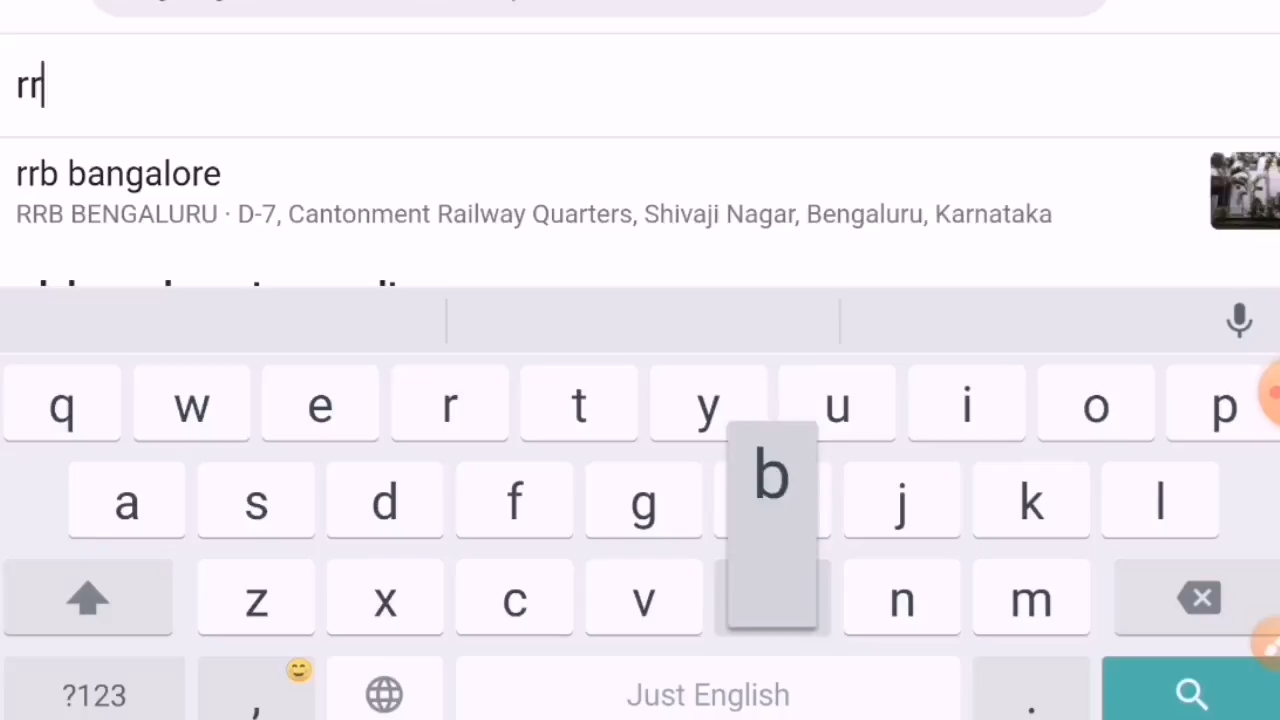 rr
rrb bangalore
RRB BENGALURU · D-7, Cantonment Railway Quarters, Shivaji Nagar, Bengaluru, Karnataka
q w e r t y u i o p
a s d f g j k l
b
z x c v n m
?123 , Just English .